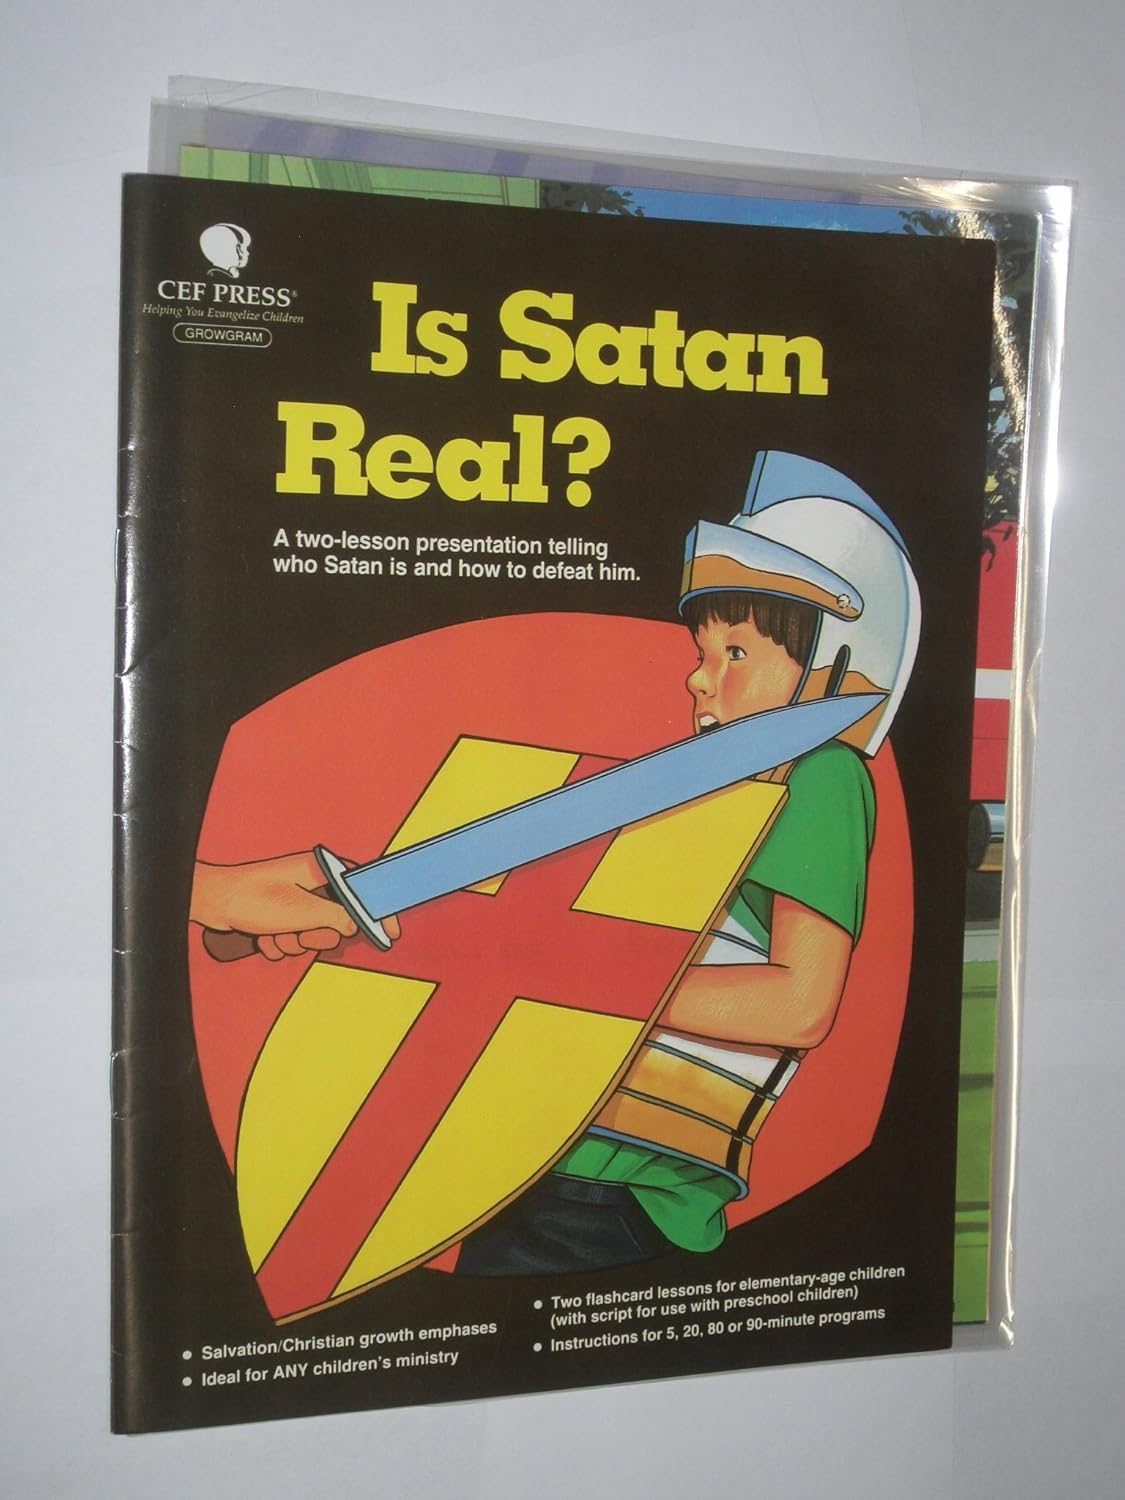 CEF PRESS®
Helping You Evangelize Children
GROWGRAM
Is Satan
Real?
A two-lesson presentation telling
who Satan is and how to defeat him.
● Salvation/Christian growth emphases
● Ideal for ANY children's ministry
● Two flashcard lessons for elementary-age children
(with script for use with preschool children)
● Instructions for 5, 20, 80 or 90-minute programs